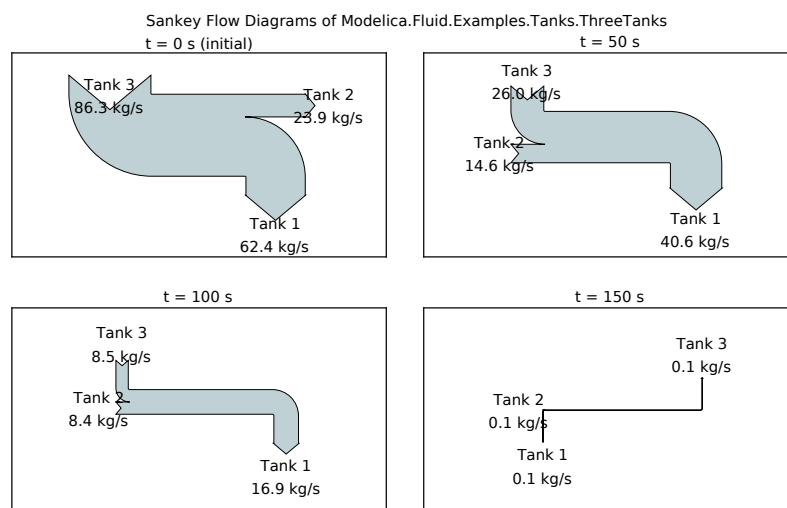 Sankey Flow Diagrams of Modelica.Fluid.Examples.Tanks.ThreeTanks
t = 0 s (initial)
Tank 3
86.3 kg/s
Tank 2
23.9 kg/s
Tank 1
62.4 kg/s
t = 50 s
Tank 3
26.0 kg/s
Tank 2
14.6 kg/s
Tank 1
40.6 kg/s
t = 100 s
Tank 3
8.5 kg/s
Tank 2
8.4 kg/s
Tank 1
16.9 kg/s
t = 150 s
Tank 3
0.1 kg/s
Tank 2
0.1 kg/s
Tank 1
0.1 kg/s